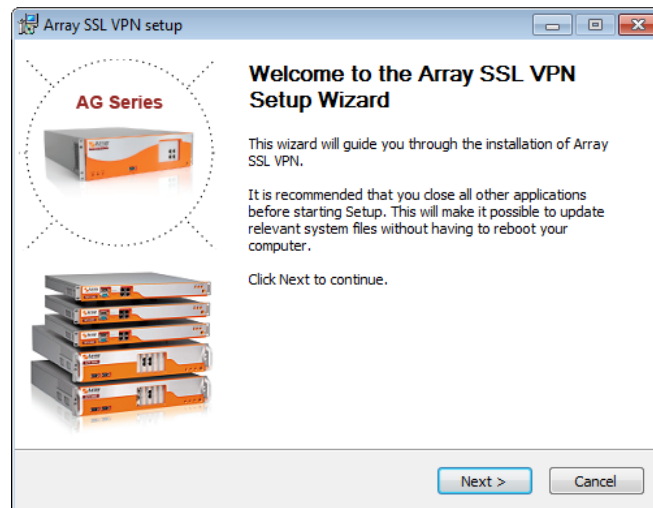 Array SSL VPN setup
AG Series
Welcome to the Array SSL VPN
Setup Wizard
This wizard will guide you through the installation of Array
SSL VPN.
It is recommended that you close all other applications
before starting Setup. This will make it possible to update
relevant system files without having to reboot your
computer.
Click Next to continue.
Next >
Cancel